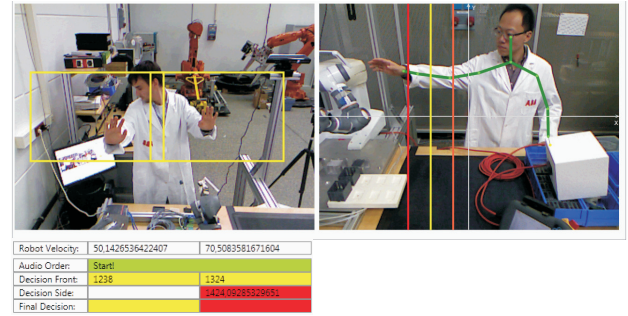 ABB
x
Robot Velocity: 50,1426536422407 70,5083581671604
Audio Order: Start!
Decision Front: 1238 1324
Decision Side: 1424,09285329651
Final Decision: